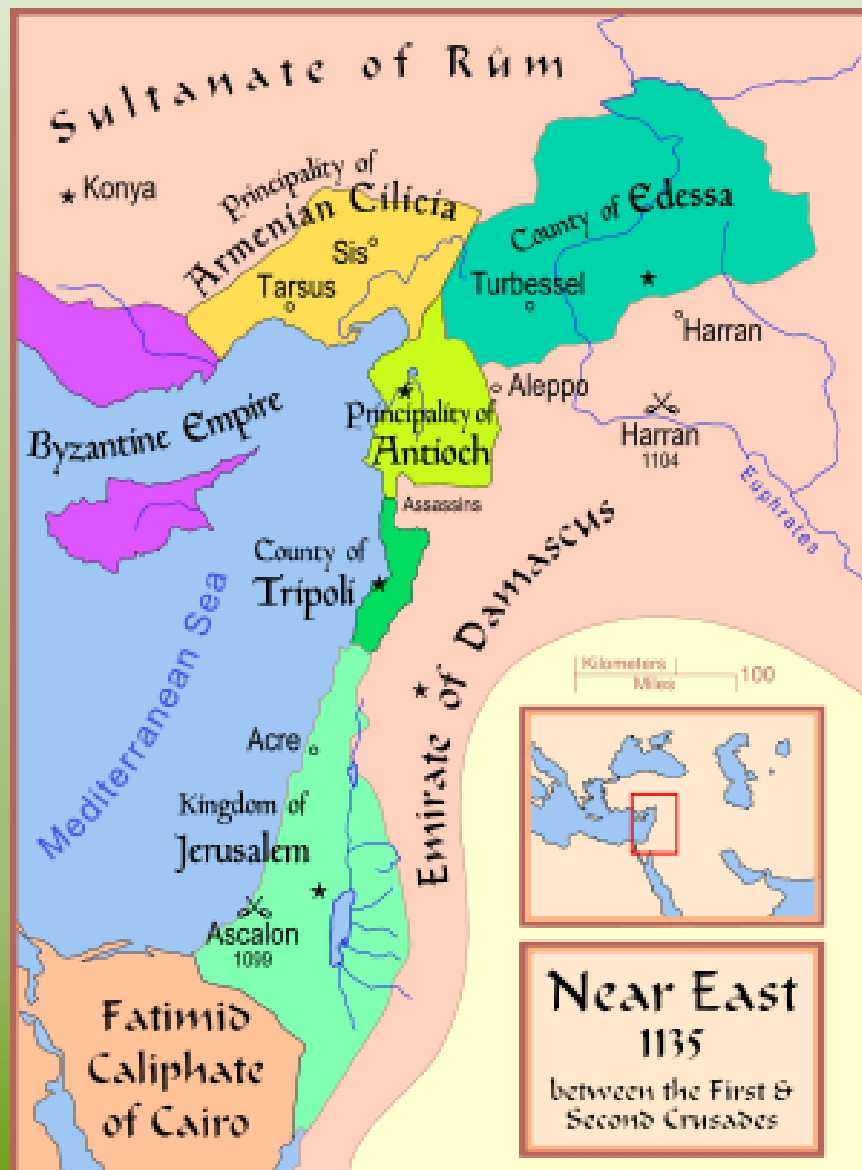 Sultanate of Rûm
Konya
Principality of
Armenian Cilicia
Sis
Tarsus
County of Edessa
Turbessel
Harran
Aleppo
Harran
1104
Euphrates
Byzantine Empire
Principality of
Antioch
Assassins
County of
Tripoli
Mediterranean Sea
Emirate of Damascus
Kilometers
Miles
100
Acre
Kingdom of
Jerusalem
Ascalon
1099
Fatimid
Caliphate
of Cairo
Near East
1135
between the First &
Second Crusades